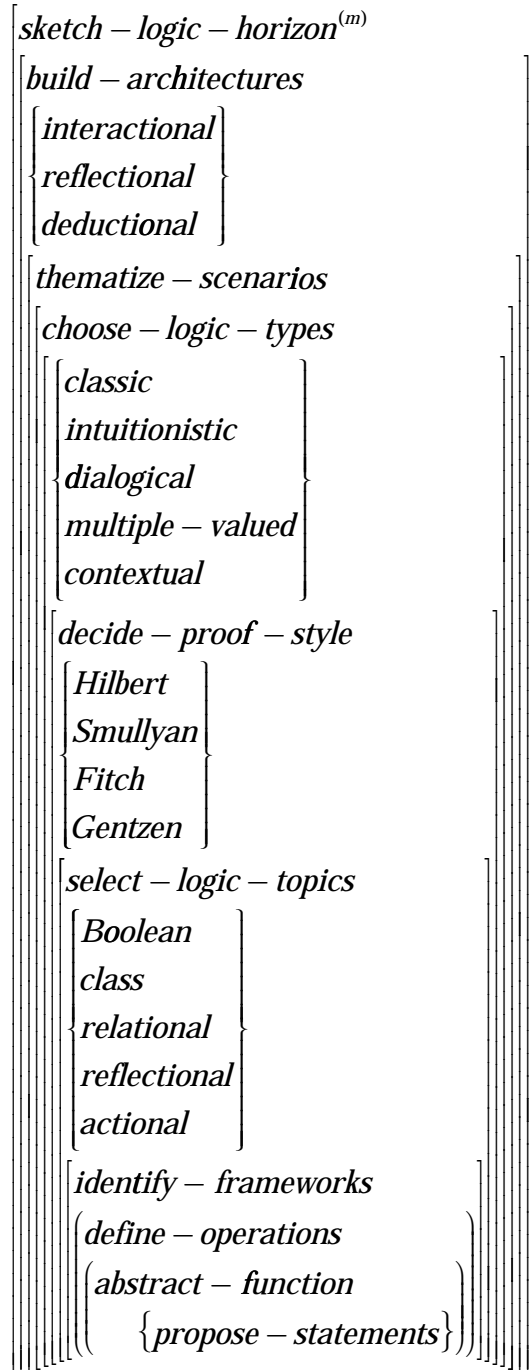 sketch – logic – horizon(m)
build – architectures
interactional
reflectional
deductional
thematize – scenarios
choose – logic – types
classic
intuitionistic
dialogical
multiple – valued
contextual
decide – proof – style
Hilbert
Smullyan
Fitch
Gentzen
select – logic – topics
Boolean
class
relational
reflectional
actional
identify – frameworks
define – operations
abstract – function
{propose – statements}